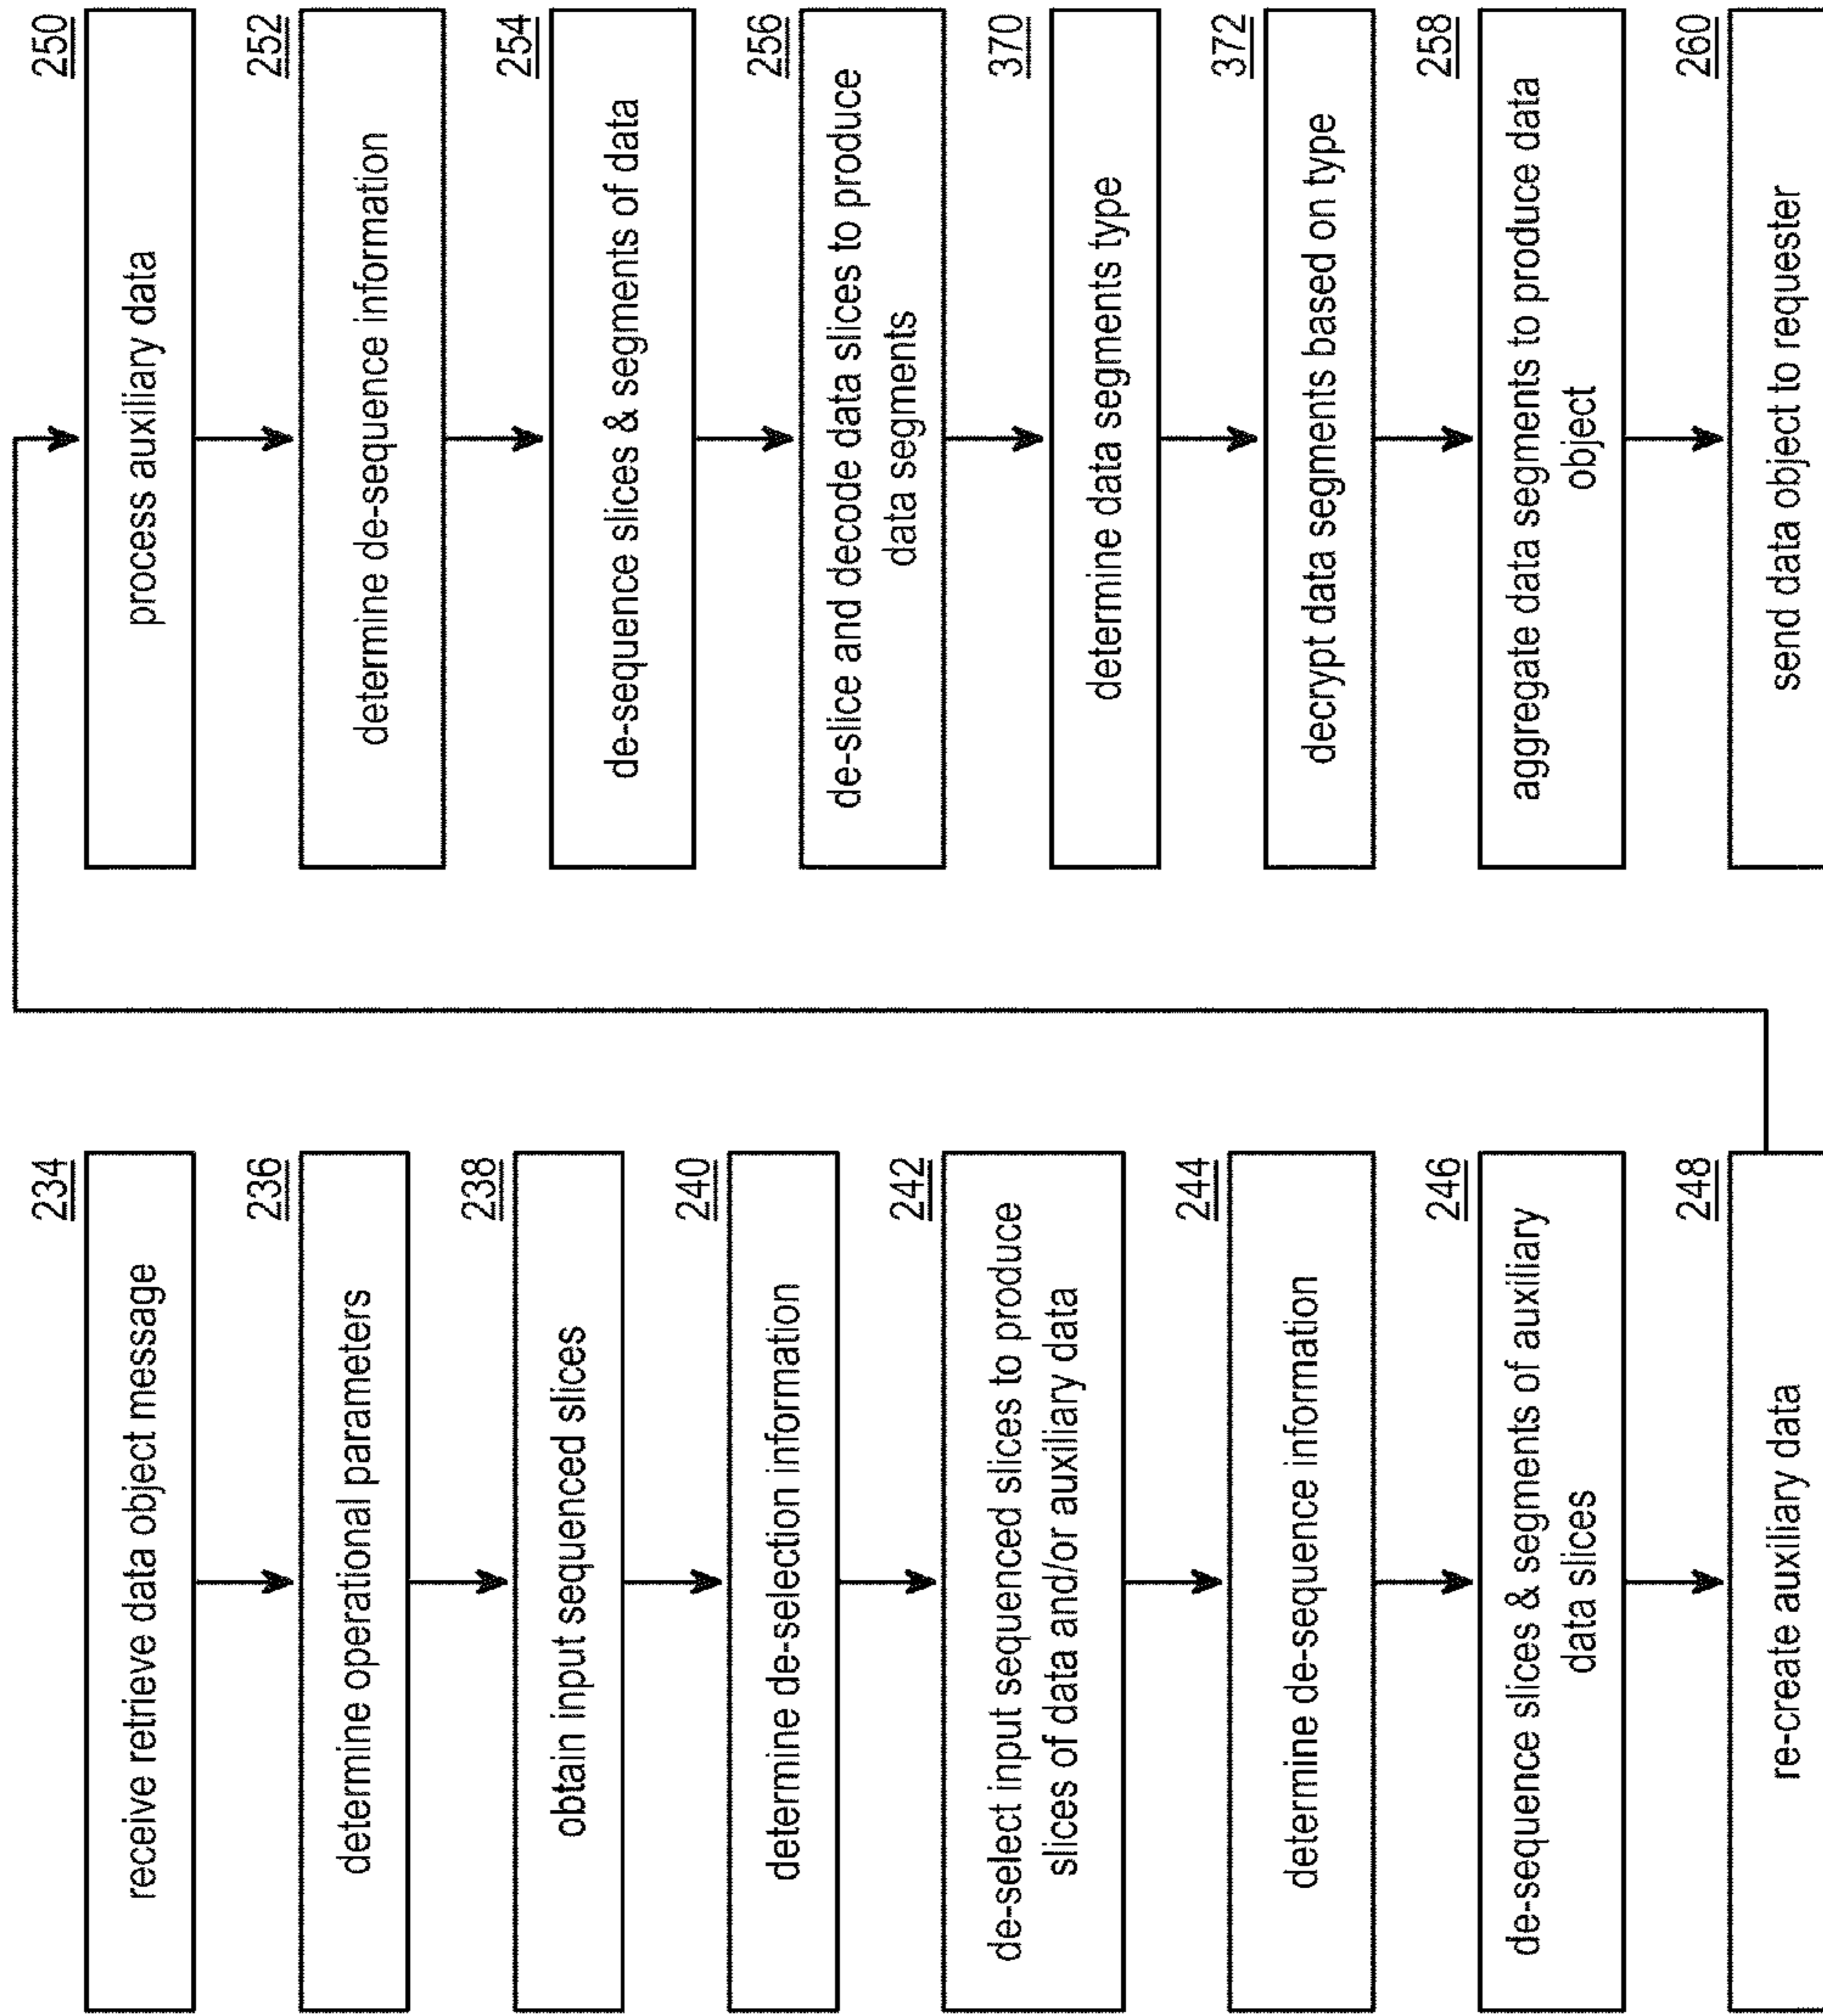 234
receive retrieve data object message
236
determine operational parameters
238
obtain input sequenced slices
240
determine de-selection information
242
de-select input sequenced slices to produce
slices of data and/or auxiliary data
244
determine de-sequence information
246
de-sequence slices & segments of auxiliary
data slices
248
re-create auxiliary data
250
process auxiliary data
252
determine de-sequence information
254
de-sequence slices & segments of data
256
de-slice and decode data slices to produce
data segments
370
determine data segments type
372
decrypt data segments based on type
258
aggregate data segments to produce data
object
260
send data object to requester